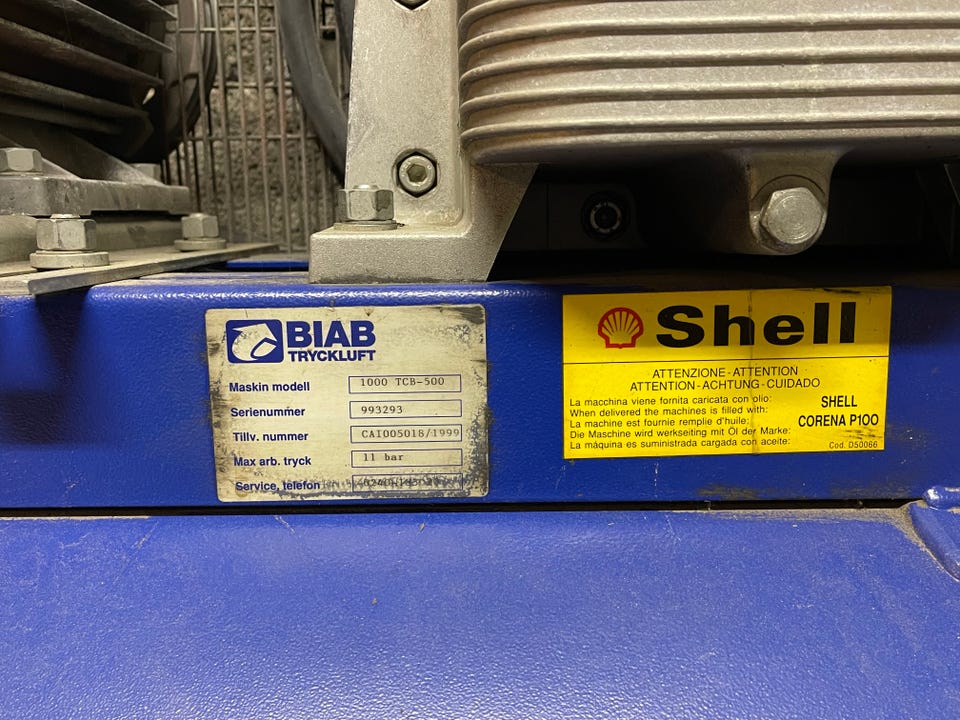 BIAB
TRYCKLUFT
Maskin modell 1000 TCB-500
Serienummer 993293
Tillv. nummer CAI005018/1999
Max arb. tryck 11 bar
Service, telefon
Shell
ATTENZIONE - ATTENTION
ATTENTION - ACHTUNG - CUIDADO
La macchina viene fornita caricata con olio:
When delivered the machines is filled with:
La machine est fournie remplie d'huile:
Die Maschine wird werkseiting mit Öl der Marke:
La máquina es suministrada cargada con aceite:
SHELL
CORENA P100
Cod. D50066